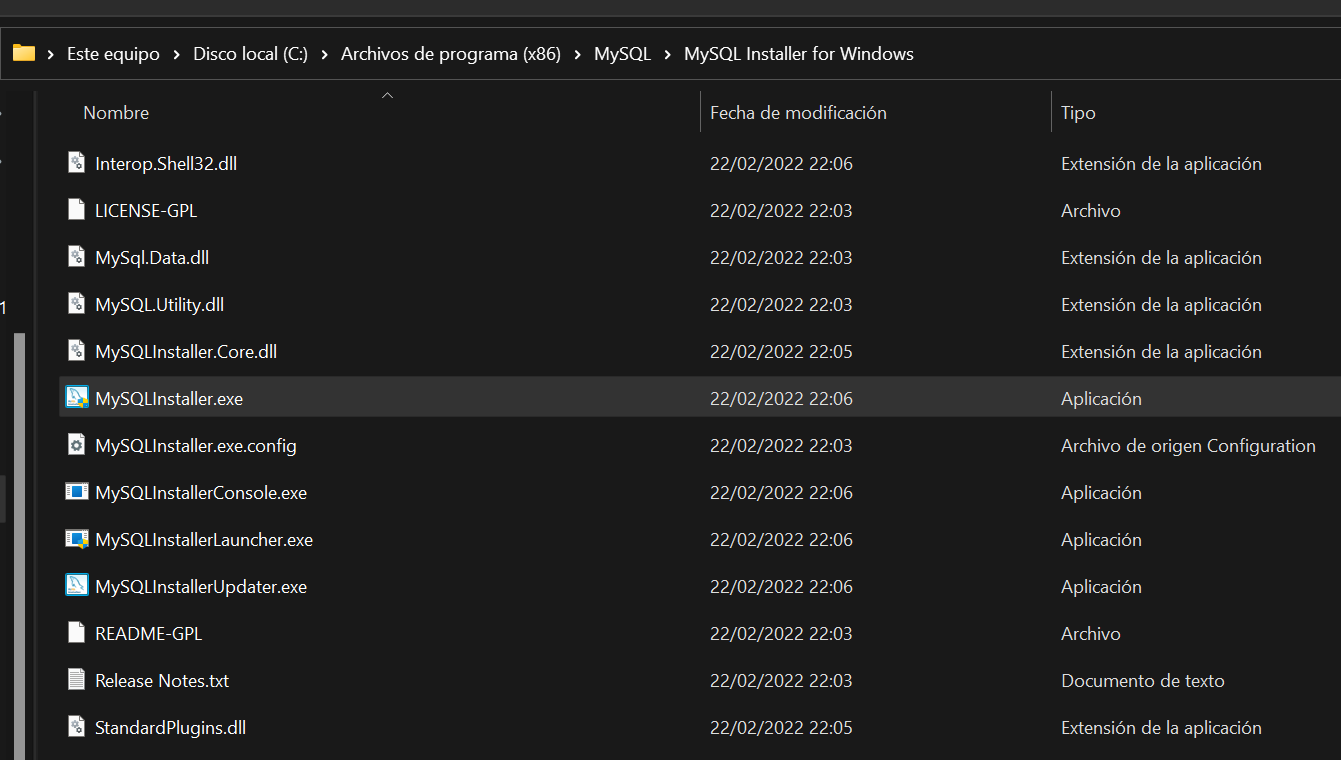 Este equipo > Disco local (C:) > Archivos de programa (x86) > MySQL > MySQL Installer for Windows
Nombre Fecha de modificación Tipo
Interop.Shell32.dll 22/02/2022 22:06 Extensión de la aplicación
LICENSE-GPL 22/02/2022 22:03 Archivo
MySql.Data.dll 22/02/2022 22:03 Extensión de la aplicación
1
MySQL.Utility.dll 22/02/2022 22:03 Extensión de la aplicación
MySQLInstaller.Core.dll 22/02/2022 22:05 Extensión de la aplicación
MySQLInstaller.exe 22/02/2022 22:06 Aplicación
MySQLInstaller.exe.config 22/02/2022 22:03 Archivo de origen Configuration
MySQLInstallerConsole.exe 22/02/2022 22:06 Aplicación
MySQLInstallerLauncher.exe 22/02/2022 22:06 Aplicación
MySQLInstallerUpdater.exe 22/02/2022 22:06 Aplicación
README-GPL 22/02/2022 22:03 Archivo
Release Notes.txt 22/02/2022 22:03 Documento de texto
StandardPlugins.dll 22/02/2022 22:05 Extensión de la aplicación